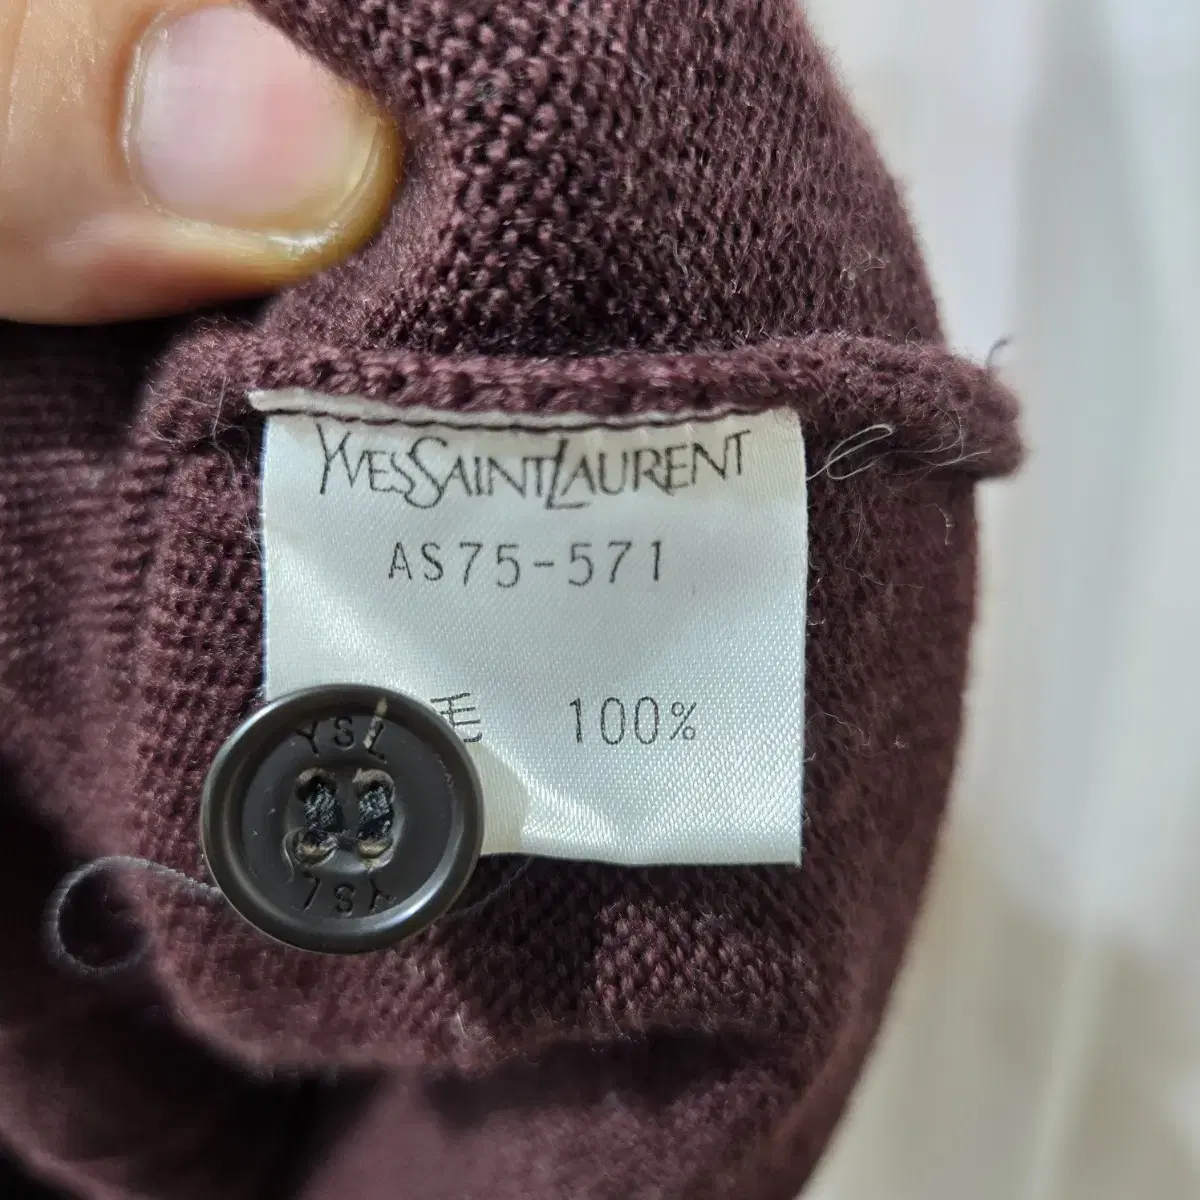 YVESSAINTLAURENT
AS75-571
毛 100%
YSL
YSL